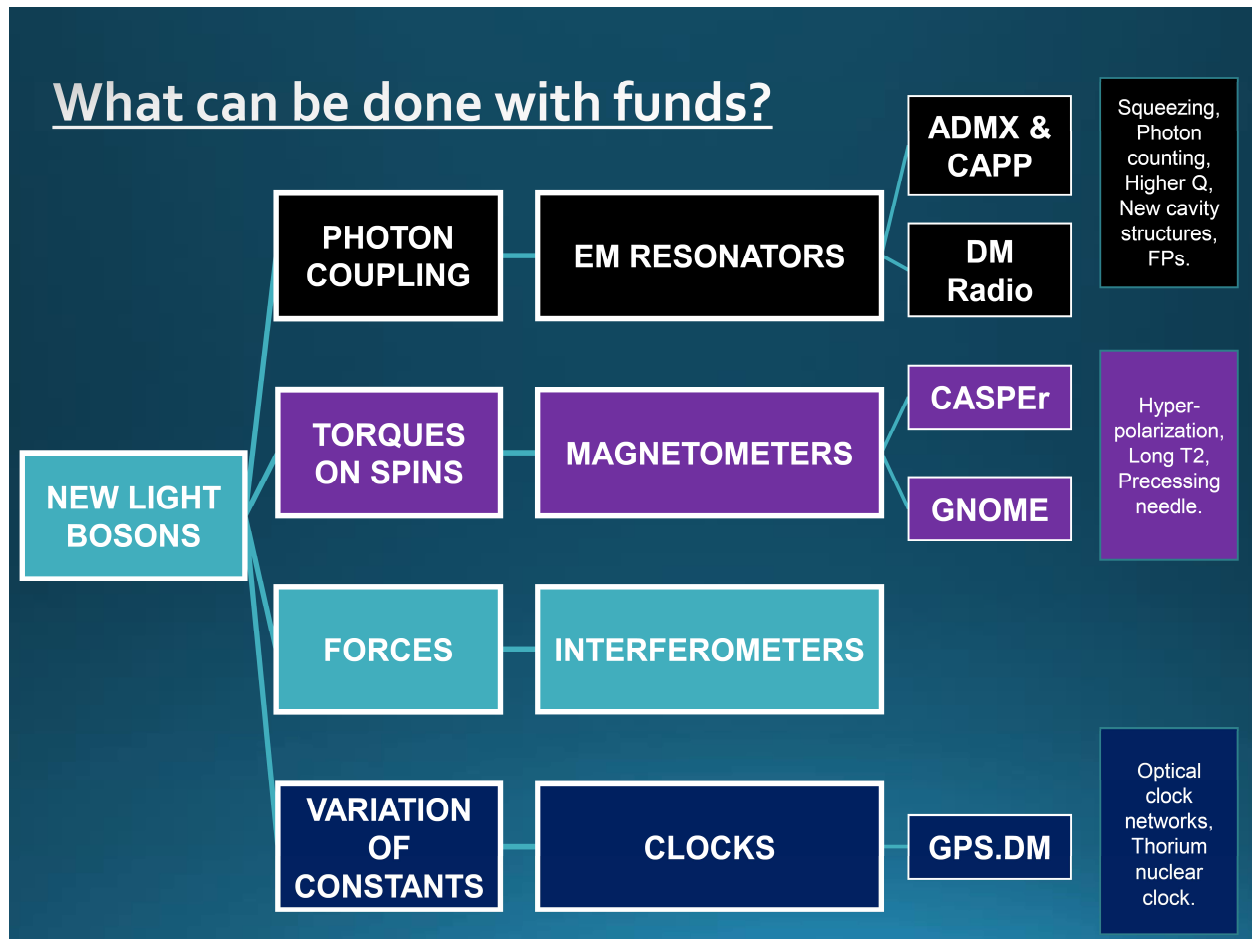 What can be done with funds?
NEW LIGHT
BOSONS
PHOTON
COUPLING
EM RESONATORS
ADMX &
CAPP
DM
Radio
Squeezing,
Photon
counting,
Higher Q,
New cavity
structures,
FPs.
TORQUES
ON SPINS
MAGNETOMETERS
CASPEr
GNOME
Hyper-
polarization,
Long T2,
Precessing
needle.
FORCES
INTERFEROMETERS
VARIATION
OF
CONSTANTS
CLOCKS
GPS.DM
Optical
clock
networks,
Thorium
nuclear
clock.